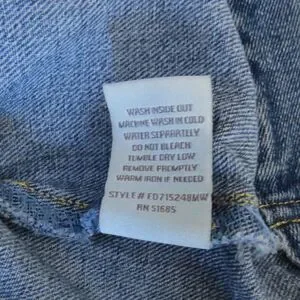 WASH INSIDE OUT
MACHINE WASH IN COLD
WATER SEPARATELY
DO NOT BLEACH
TUMBLE DRY LOW
REMOVE PROMPTLY
WARM IRON IF NEEDED
STYLE # ED715248MW
RN 51685